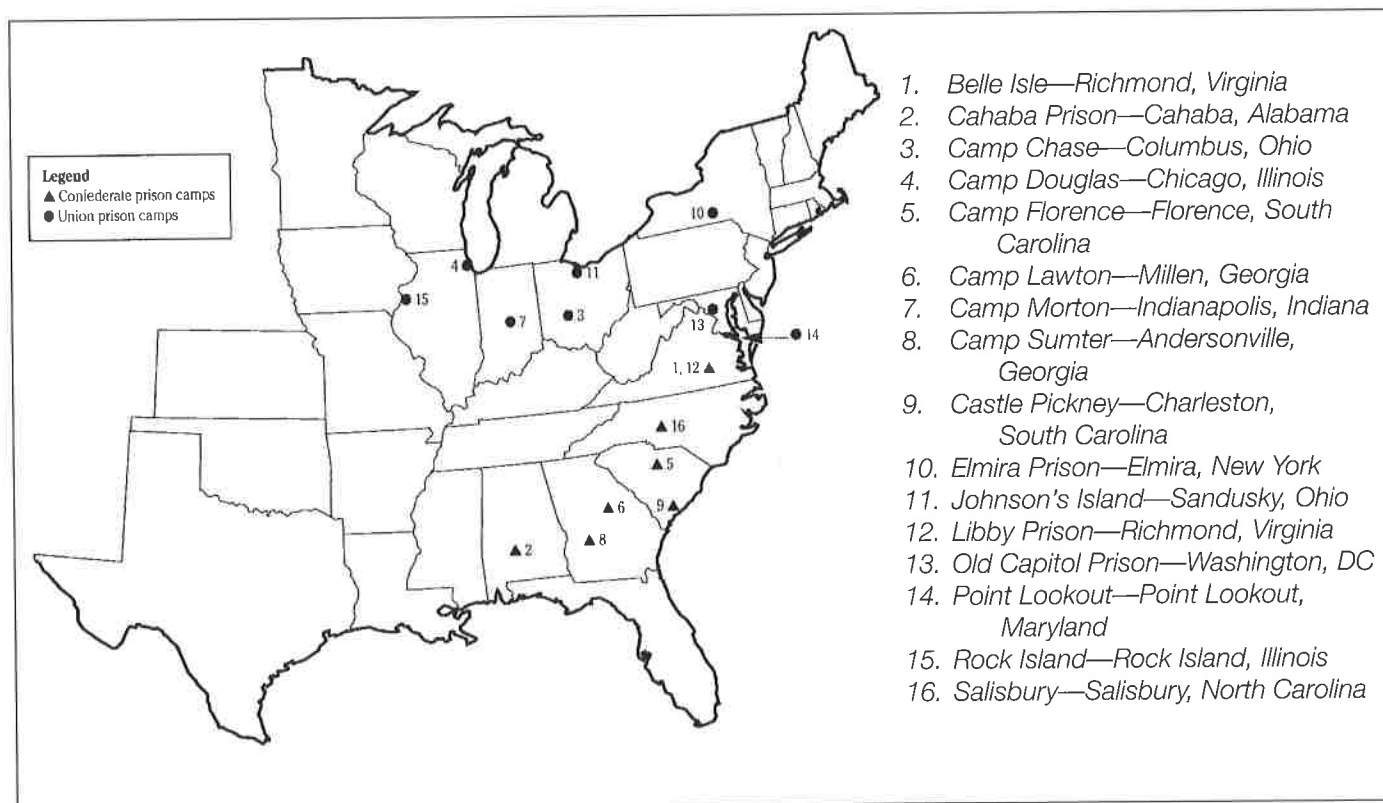 Legend
▲ Confederate prison camps
● Union prison camps
10
4
11
15
7
3
13
14
1, 12
16
5
6
9
8
2
1. Belle Isle—Richmond, Virginia
2. Cahaba Prison—Cahaba, Alabama
3. Camp Chase—Columbus, Ohio
4. Camp Douglas—Chicago, Illinois
5. Camp Florence—Florence, South
Carolina
6. Camp Lawton—Millen, Georgia
7. Camp Morton—Indianapolis, Indiana
8. Camp Sumter—Andersonville,
Georgia
9. Castle Pickney—Charleston,
South Carolina
10. Elmira Prison—Elmira, New York
11. Johnson's Island—Sandusky, Ohio
12. Libby Prison—Richmond, Virginia
13. Old Capitol Prison—Washington, DC
14. Point Lookout—Point Lookout,
Maryland
15. Rock Island—Rock Island, Illinois
16. Salisbury—Salisbury, North Carolina